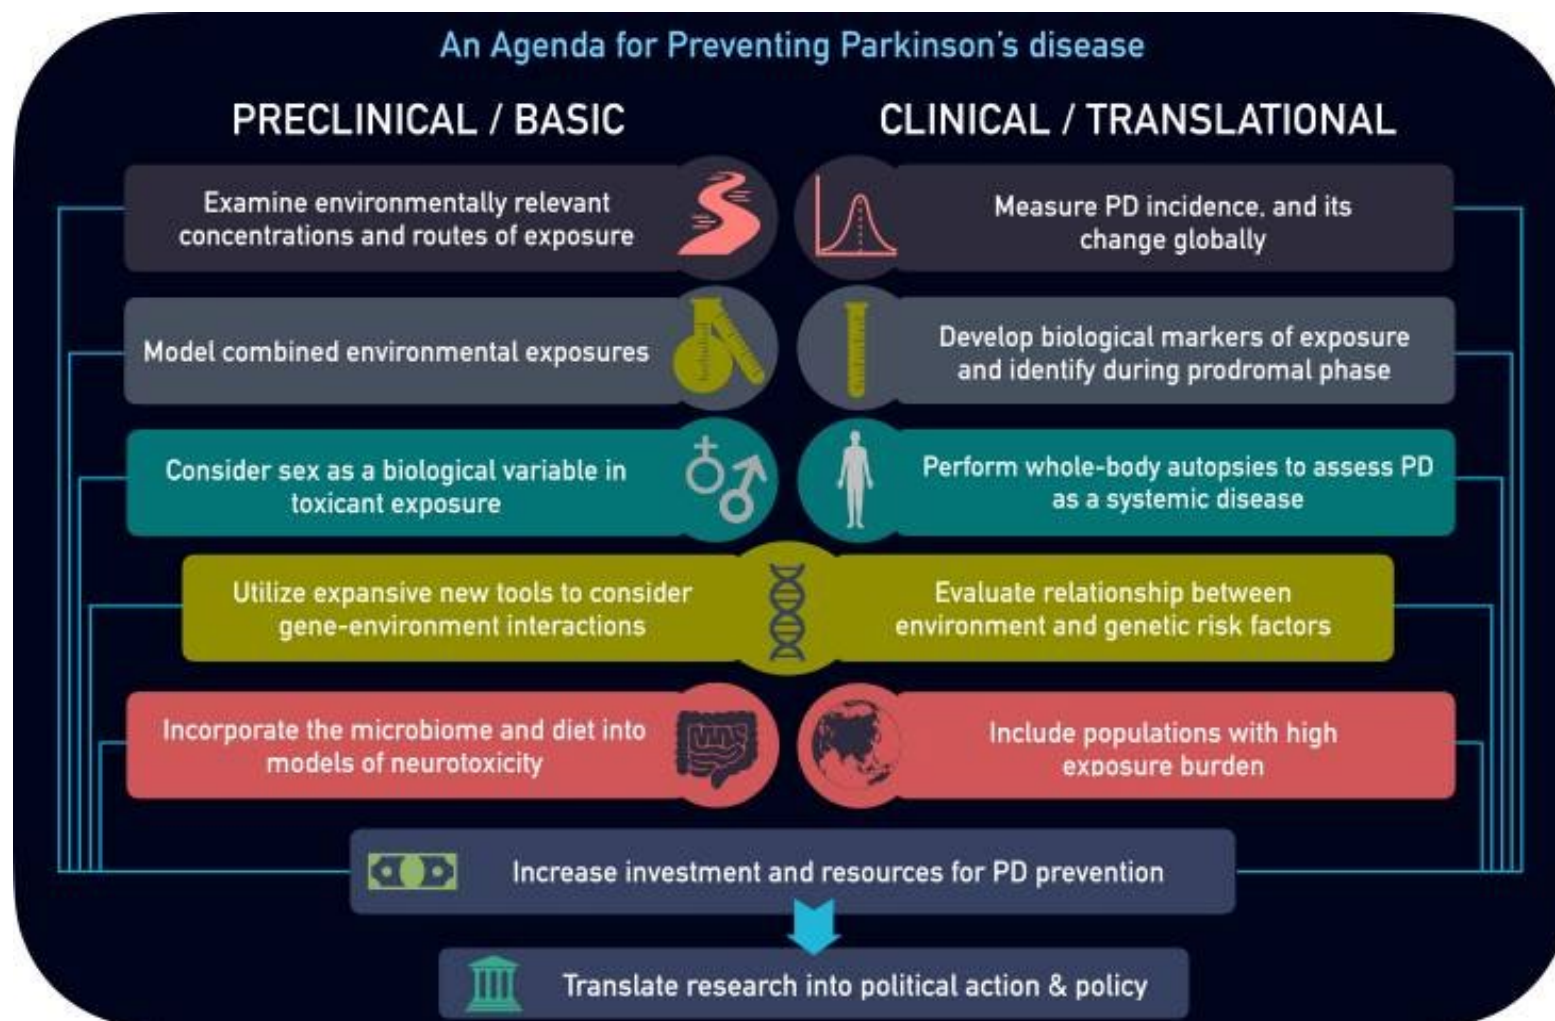 An Agenda for Preventing Parkinson's disease
PRECLINICAL / BASIC
Examine environmentally relevant
concentrations and routes of exposure
Model combined environmental exposures
Consider sex as a biological variable in
toxicant exposure
Utilize expansive new tools to consider
gene-environment interactions
Incorporate the microbiome and diet into
models of neurotoxicity
CLINICAL / TRANSLATIONAL
Measure PD incidence, and its
change globally
Develop biological markers of exposure
and identify during prodromal phase
Perform whole-body autopsies to assess PD
as a systemic disease
Evaluate relationship between
environment and genetic risk factors
Include populations with high
exposure burden
Increase investment and resources for PD prevention
Translate research into political action & policy